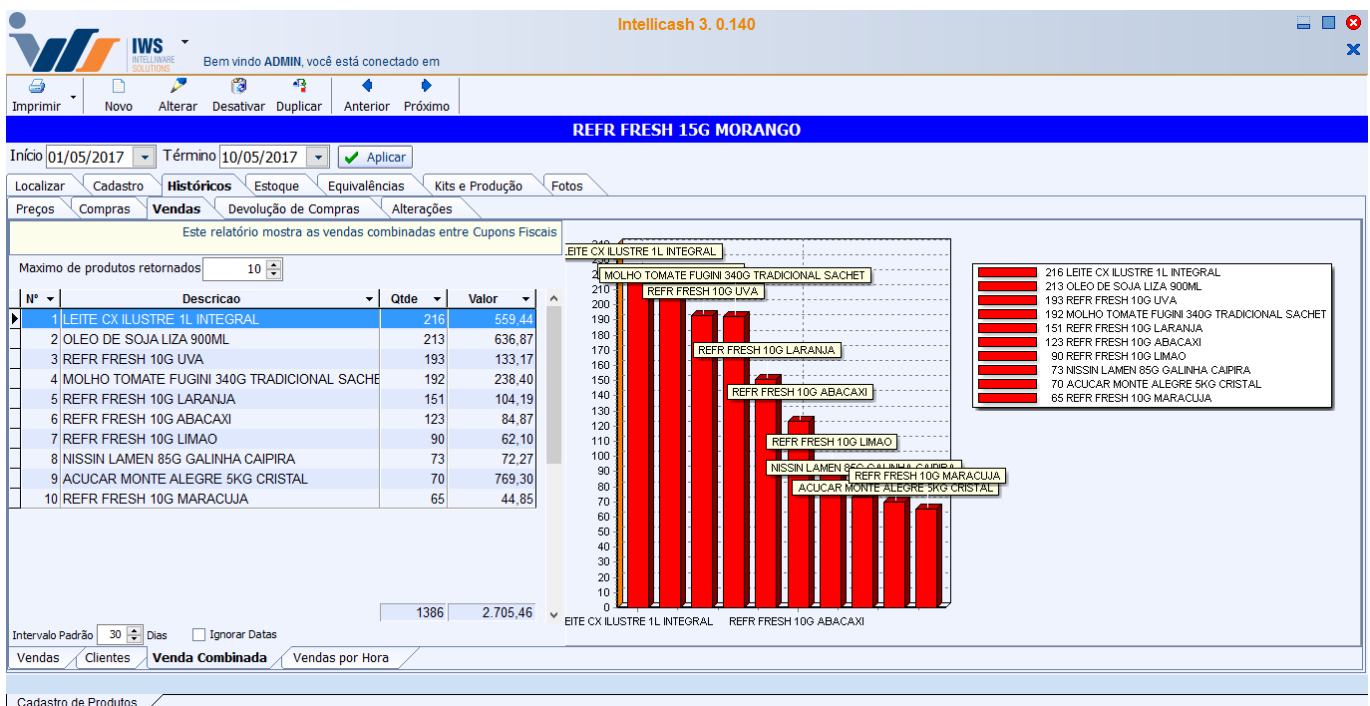 Intellicash 3. 0.140
IWS
INTELLIWARE
SOLUTIONS
Bem vindo ADMIN, você está conectado em
Imprimir Novo Alterar Desativar Duplicar Anterior Próximo
REFR FRESH 15G MORANGO
Início 01/05/2017 Término 10/05/2017 Aplicar
Localizar Cadastro Históricos Estoque Equivalências Kits e Produção Fotos
Preços Compras Vendas Devolução de Compras Alterações
Este relatório mostra as vendas combinadas entre Cupons Fiscais
Maximo de produtos retornados 10
N° Descricao Qtde Valor
1 LEITE CX ILUSTRE 1L INTEGRAL 216 559,44
2 OLEO DE SOJA LIZA 900ML 213 636,87
3 REFR FRESH 10G UVA 193 133,17
4 MOLHO TOMATE FUGINI 340G TRADICIONAL SACHE 192 238,40
5 REFR FRESH 10G LARANJA 151 104,19
6 REFR FRESH 10G ABACAXI 123 84,87
7 REFR FRESH 10G LIMAO 90 62,10
8 NISSIN LAMEN 85G GALINHA CAIPIRA 73 72,27
9 ACUCAR MONTE ALEGRE 5KG CRISTAL 70 769,30
10 REFR FRESH 10G MARACUJA 65 44,85
1386 2.705,46
Intervalo Padrão 30 Dias Ignorar Datas
Vendas Clientes Venda Combinada Vendas por Hora
EITE CX ILUSTRE 1L INTEGRAL
MOLHO TOMATE FUGINI 340G TRADICIONAL SACHET
REFR FRESH 10G UVA
REFR FRESH 10G LARANJA
REFR FRESH 10G ABACAXI
REFR FRESH 10G LIMAO
NISSIN LAMEN
REFR FRESH 10G MARACUJA
ACUCAR MONTE ALEGRE 5KG CRISTAL
210
200
190
180
170
160
150
140
130
120
110
100
90
80
70
60
50
40
30
20
10
0
EITE CX ILUSTRE 1L INTEGRAL REFR FRESH 10G ABACAXI
216 LEITE CX ILUSTRE 1L INTEGRAL
213 OLEO DE SOJA LIZA 900ML
193 REFR FRESH 10G UVA
192 MOLHO TOMATE FUGINI 340G TRADICIONAL SACHET
151 REFR FRESH 10G LARANJA
123 REFR FRESH 10G ABACAXI
90 REFR FRESH 10G LIMAO
73 NISSIN LAMEN 85G GALINHA CAIPIRA
70 ACUCAR MONTE ALEGRE 5KG CRISTAL
65 REFR FRESH 10G MARACUJA
Cadastro de Produtos